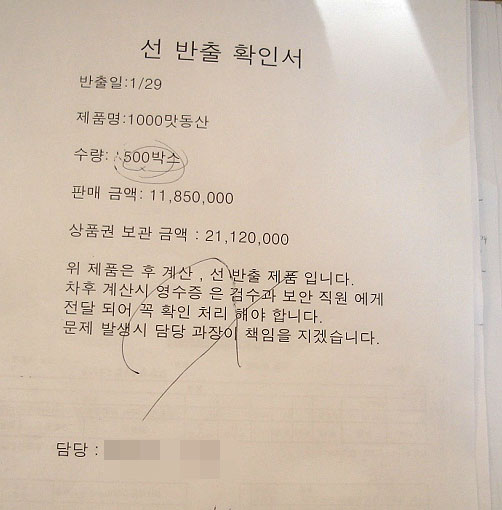 선 반출 확인서
반출일:1/29
제품명:1000맛동산
수량: 500박스
판매 금액: 11,850,000
상품권 보관 금액 : 21,120,000
위 제품은 후 계산 , 선 반출 제품 입니다.
차후 계산시 영수증 은 검수과 보안 직원 에게
전달 되어 꼭 확인 처리 해야 합니다.
문제 발생시 담당 과장이 책임을 지겠습니다.
담당 :